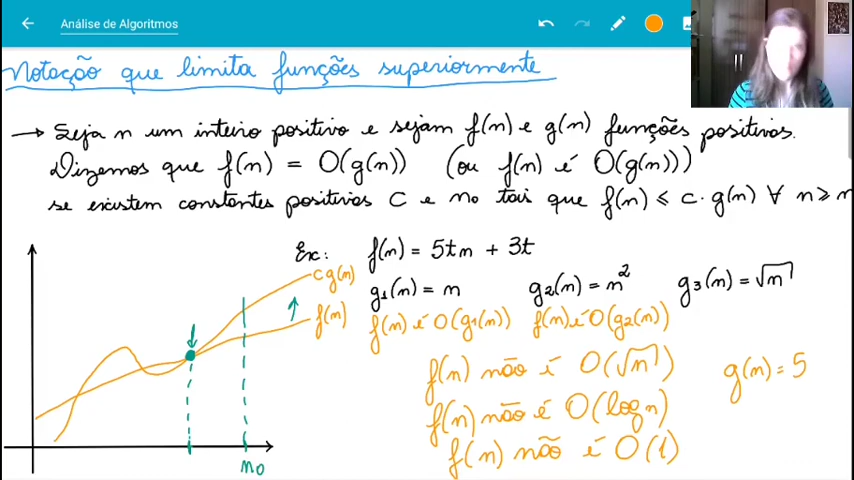 Análise de Algoritmos
Notação que limita funções superiormente
→ Seja n um inteiro positivo e sejam f(n) e g(n) funções positivas.
Dizemos que f(n) = O(g(n)) (ou f(n) é O(g(n)))
se existem constantes positivas C e n0 tais que f(n) ≤ c·g(n) ∀ n ≥ n
Ex: f(n) = 5tn + 3t
c g(n)
g1(n) = n g2(n) = n² g3(n) = √n
f(n)
f(n) é O(g1(n)) f(n) é O(g2(n))
f(n) não é O(√n) g(n) = 5
f(n) não é O(log n)
f(n) não é O(1)
n0